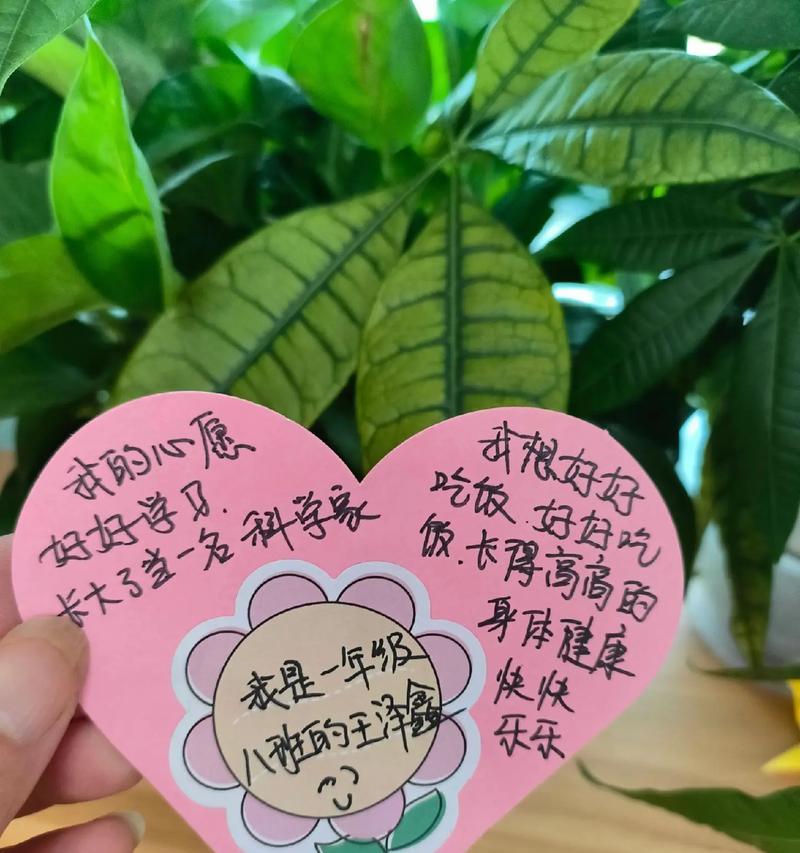 我的心愿
好好学习.
长大了当一名科学家
我想好好
吃饭.好好吃
饭.长得高高的
身体健康
快快
乐乐
我是一年级
八班的王泽鑫